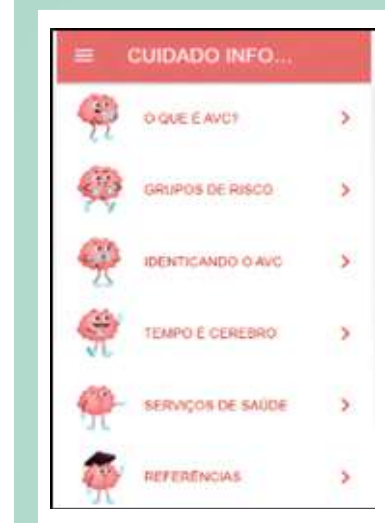 CUIDADO INFO...
O QUE É AVC?
GRUPOS DE RISCO
IDENTICANDO O AVC
TEMPO É CEREBRO
SERVIÇOS DE SAÚDE
REFERÊNCIAS